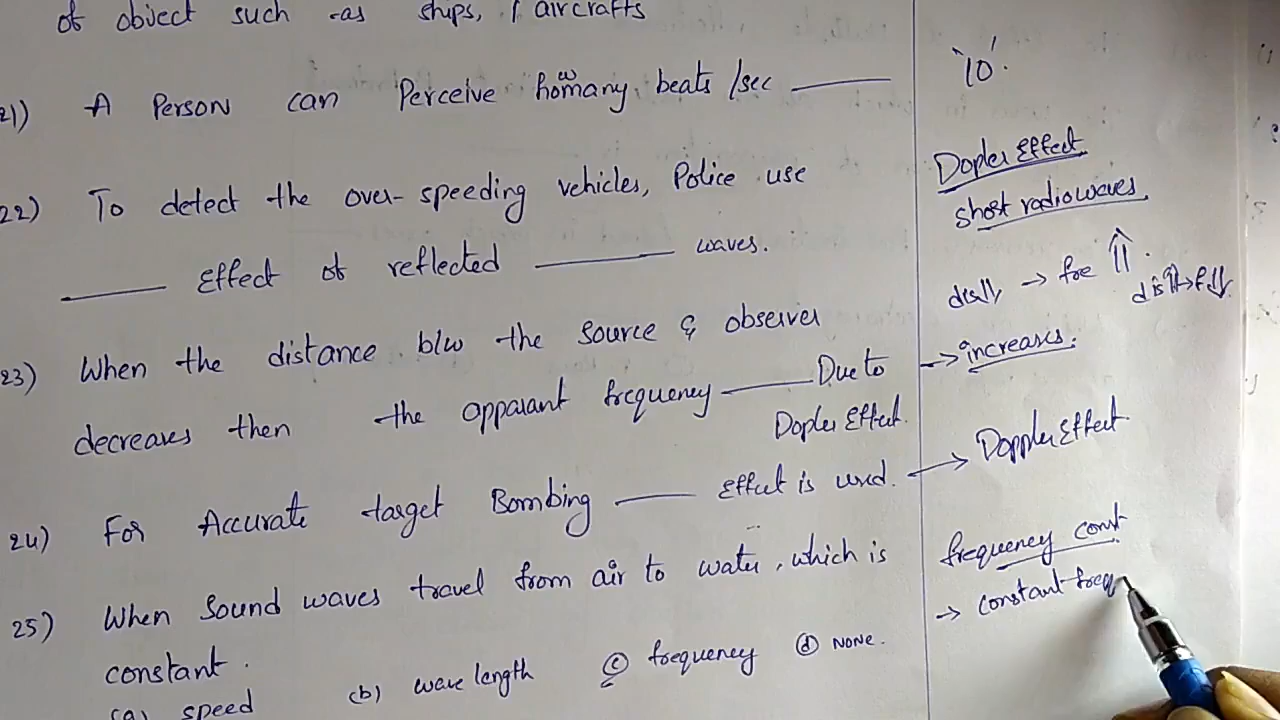 of object such as ships, / aircrafts
21) A Person can Perceive howmany beats /sec ______ '10'.
22) To detect the over-speeding vehicles, Police use Dopler Effect
______ Effect of reflected ______ waves. short radiowaves
23) When the distance b/w the source & observer
decreases then the apparant frequency ______ Due to → increases.
Dopler Effect.
24) For Accurate target Bombing ______ Effect is used. → Doppler Effect
25) When Sound waves travel from air to water, which is frequency const
constant. → constant freq
(a) speed (b) wave length (c) frequency (d) NONE.